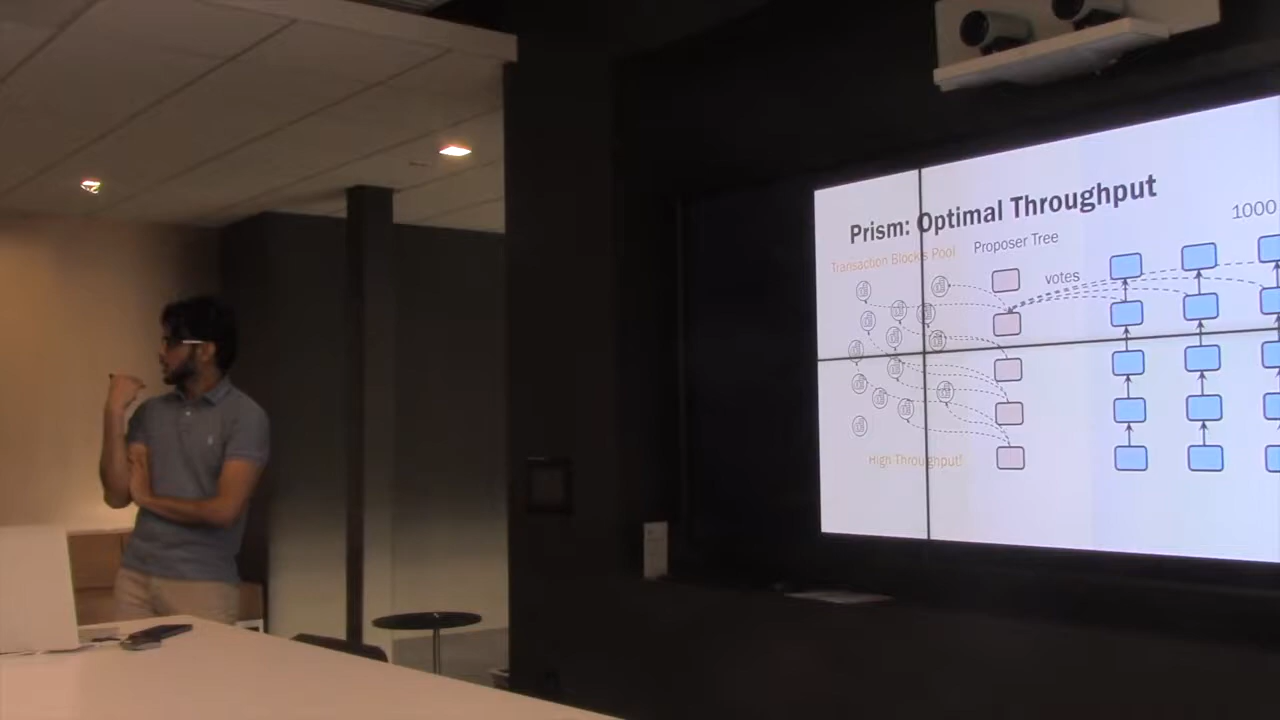 Prism: Optimal Throughput
1000
Transaction Blocks Pool
Proposer Tree
votes
High Throughput!